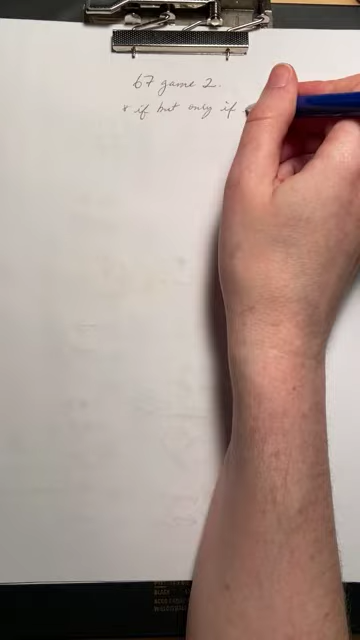 67 game 2.
* if but only if